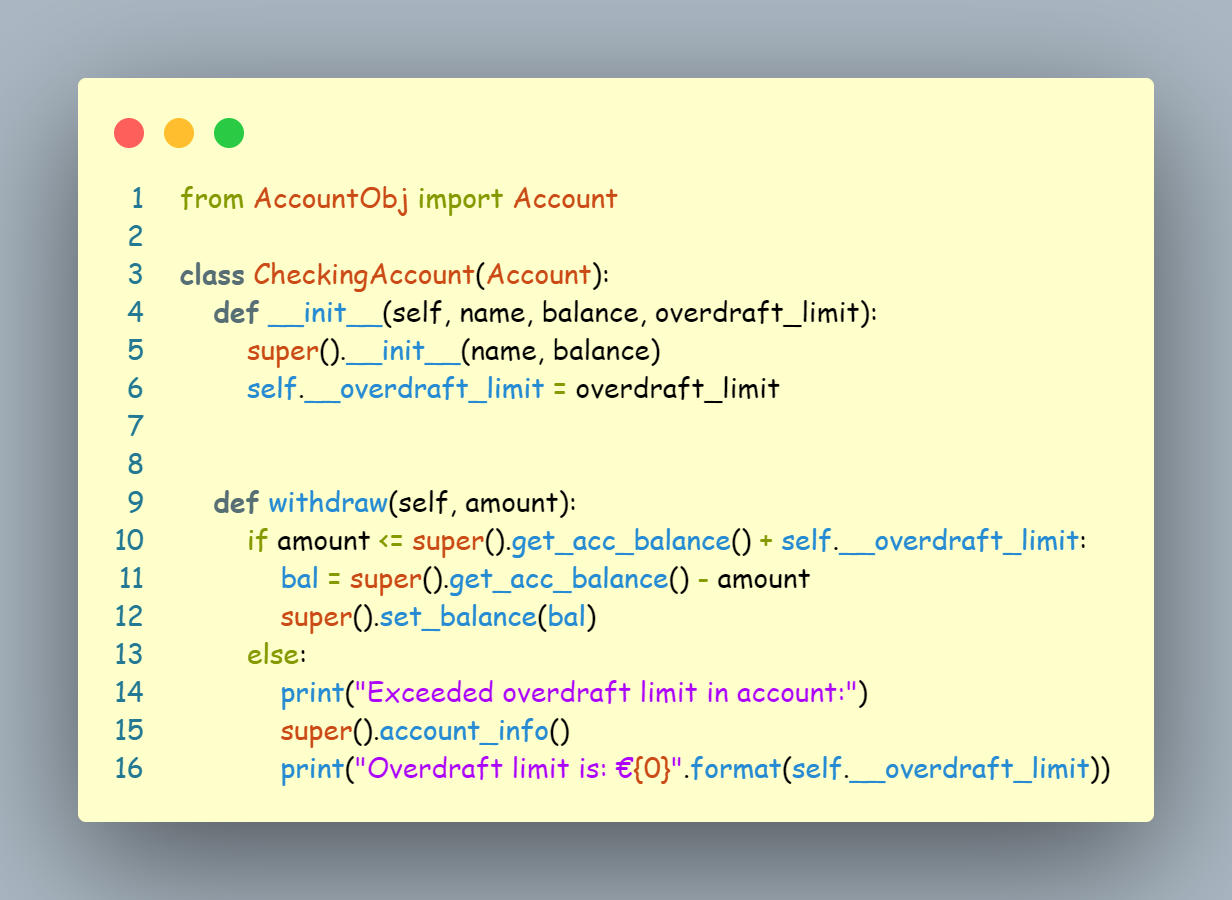 1 from AccountObj import Account
2
3 class CheckingAccount(Account):
4     def __init__(self, name, balance, overdraft_limit):
5         super().__init__(name, balance)
6         self.__overdraft_limit = overdraft_limit
7
8
9     def withdraw(self, amount):
10         if amount <= super().get_acc_balance() + self.__overdraft_limit:
11             bal = super().get_acc_balance() - amount
12             super().set_balance(bal)
13         else:
14             print("Exceeded overdraft limit in account:")
15             super().account_info()
16             print("Overdraft limit is: €{0}".format(self.__overdraft_limit))